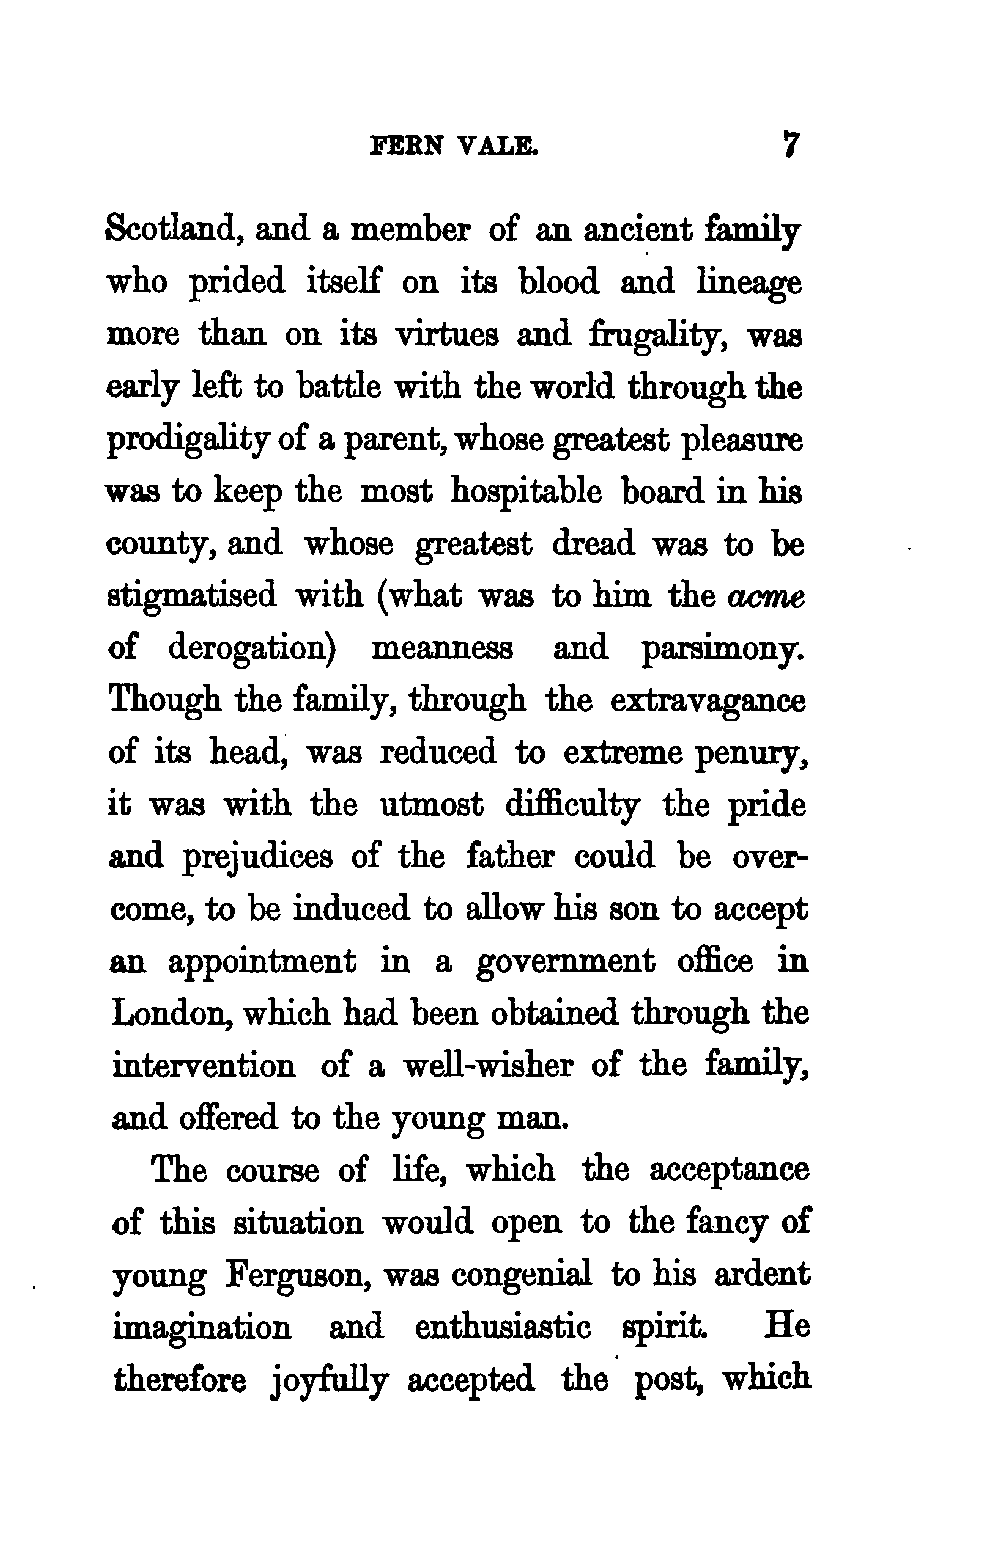 FERN VALE. 7
Scotland, and a member of an ancient family
who prided itself on its blood and lineage
more than on its virtues and frugality, was
early left to battle with the world through the
prodigality of a parent, whose greatest pleasure
was to keep the most hospitable board in his
county, and whose greatest dread was to be
stigmatised with (what was to him the acme
of derogation) meanness and parsimony.
Though the family, through the extravagance
of its head, was reduced to extreme penury,
it was with the utmost difficulty the pride
and prejudices of the father could be over-
come, to be induced to allow his son to accept
an appointment in a government office in
London, which had been obtained through the
intervention of a well-wisher of the family,
and offered to the young man.
The course of life, which the acceptance
of this situation would open to the fancy of
young Ferguson, was congenial to his ardent
imagination and enthusiastic spirit. He
therefore joyfully accepted the post, which